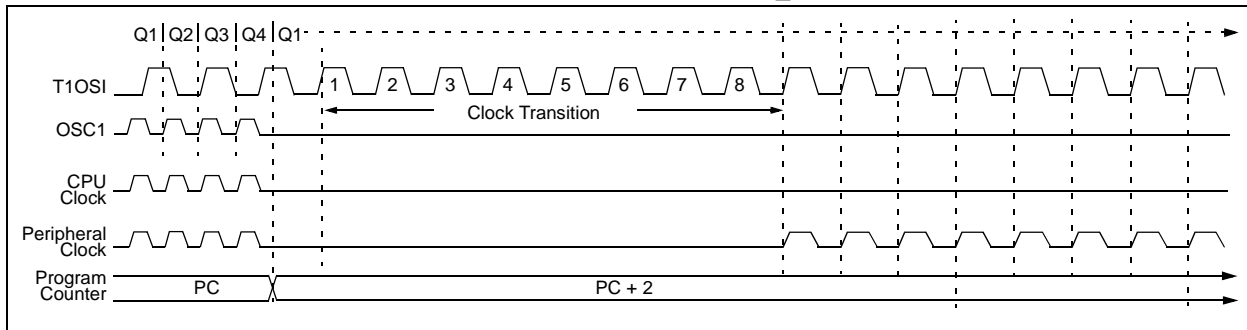 Q1 Q2 Q3 Q4 Q1
T1OSI
1 2 3 4 5 6 7 8
Clock Transition
OSC1
CPU
Clock
Peripheral
Clock
Program
Counter
PC
PC + 2